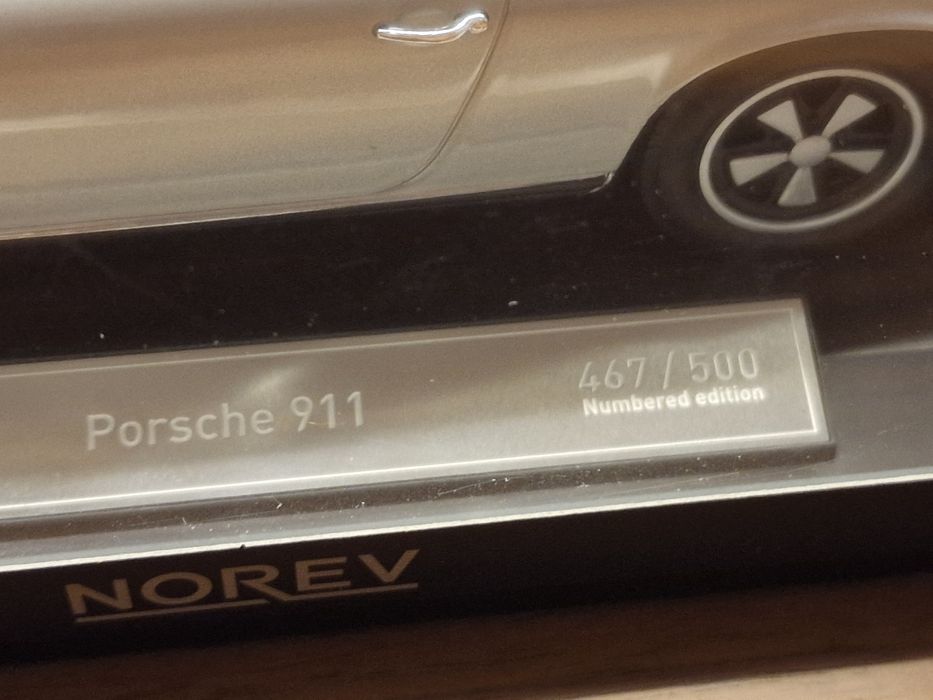 Porsche 911
467 / 500
Numbered edition
NOREV